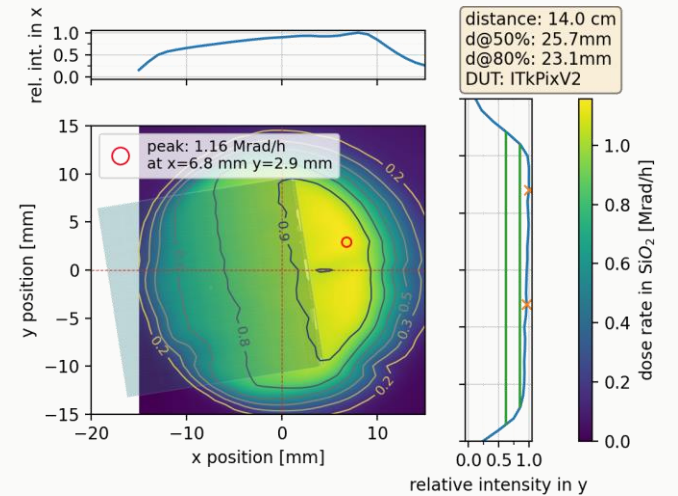 rel. int. in x
1.0
0.5
0.0
distance: 14.0 cm
d@50%: 25.7mm
d@80%: 23.1mm
DUT: ITkPixV2
peak: 1.16 Mrad/h
at x=6.8 mm y=2.9 mm
y position [mm]
15
10
5
0
−5
−10
−15
0.2
0.9
0.8
0.5
0.3
0.2
0.2
−20
−10
0
10
x position [mm]
0.0 0.5 1.0
relative intensity in y
1.0
0.8
0.6
0.4
0.2
0.0
dose rate in SiO₂ [Mrad/h]